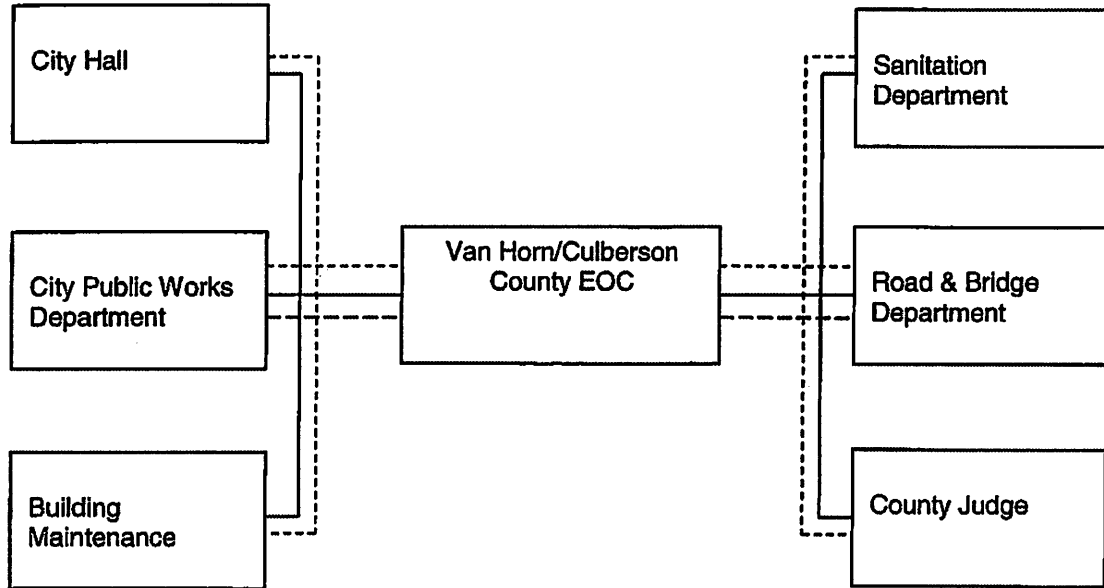 City Hall
Sanitation
Department
City Public Works
Department
Van Horn/Culberson
County EOC
Road & Bridge
Department
Building
Maintenance
County Judge